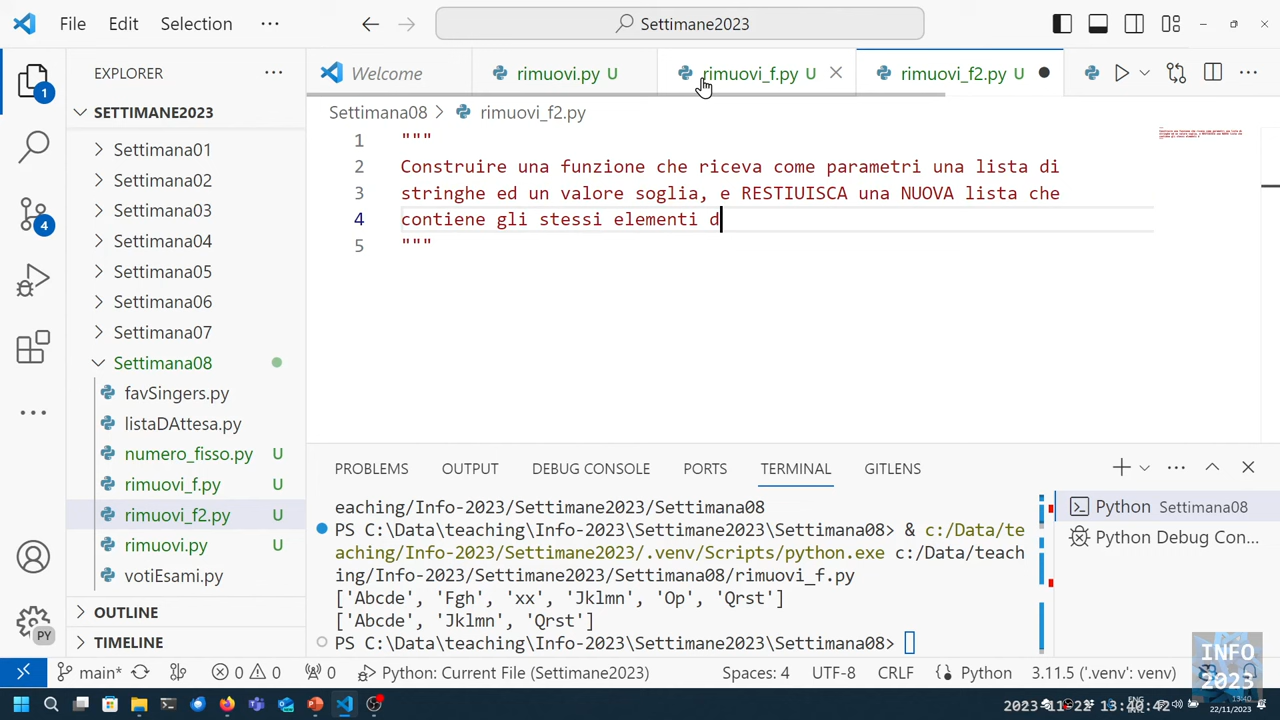 File Edit Selection ··· Settimane2023
EXPLORER ···
Welcome rimuovi.py U rimuovi_f.py U rimuovi_f2.py U
SETTIMANE2023
Settimana08 > rimuovi_f2.py
Settimana01
Settimana02
Settimana03
Settimana04
Settimana05
Settimana06
Settimana07
Settimana08
favSingers.py
listaDAttesa.py
numero_fisso.py U
rimuovi_f.py U
rimuovi_f2.py U
rimuovi.py U
votiEsami.py
OUTLINE
TIMELINE
1 """
2 Construire una funzione che riceva come parametri una lista di
3 stringhe ed un valore soglia, e RESTIUISCA una NUOVA lista che
4 contiene gli stessi elementi d
5 """
PROBLEMS OUTPUT DEBUG CONSOLE PORTS TERMINAL GITLENS
eaching/Info-2023/Settimane2023/Settimana08
PS C:\Data\teaching\Info-2023\Settimane2023\Settimana08> & c:/Data/te
aching/Info-2023/Settimane2023/.venv/Scripts/python.exe c:/Data/teach
ing/Info-2023/Settimane2023/Settimana08/rimuovi_f.py
['Abcde', 'Fgh', 'xx', 'Jklmn', 'Op', 'Qrst']
['Abcde', 'Jklmn', 'Qrst']
PS C:\Data\teaching\Info-2023\Settimane2023\Settimana08>
Python Settimana08
Python Debug Con...
1
4
PY
main* 0 0 0 Python: Current File (Settimane2023) Spaces: 4 UTF-8 CRLF Python 3.11.5 ('.venv': venv)
INFO
2023
13:40
22/11/2023